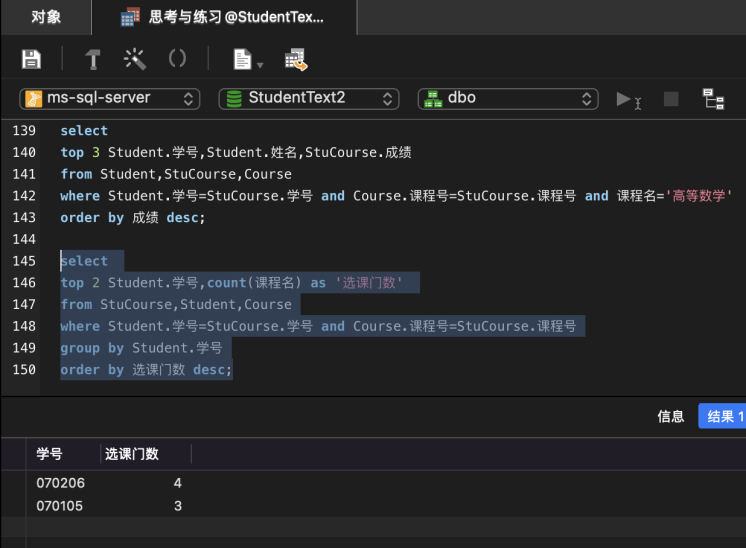 对象 思考与练习 @StudentTex...
ms-sql-server StudentText2 dbo
139 select
140 top 3 Student.学号,Student.姓名,StuCourse.成绩
141 from Student,StuCourse,Course
142 where Student.学号=StuCourse.学号 and Course.课程号=StuCourse.课程号 and 课程名='高等数学'
143 order by 成绩 desc;
144
145 select
146 top 2 Student.学号,count(课程名) as '选课门数'
147 from StuCourse,Student,Course
148 where Student.学号=StuCourse.学号 and Course.课程号=StuCourse.课程号
149 group by Student.学号
150 order by 选课门数 desc;
信息 结果 1
学号 选课门数
070206 4
070105 3